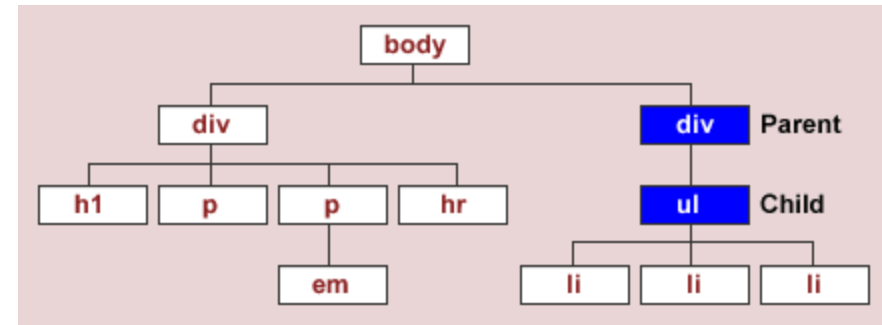 body
div div Parent
h1 p p hr ul Child
em li li li